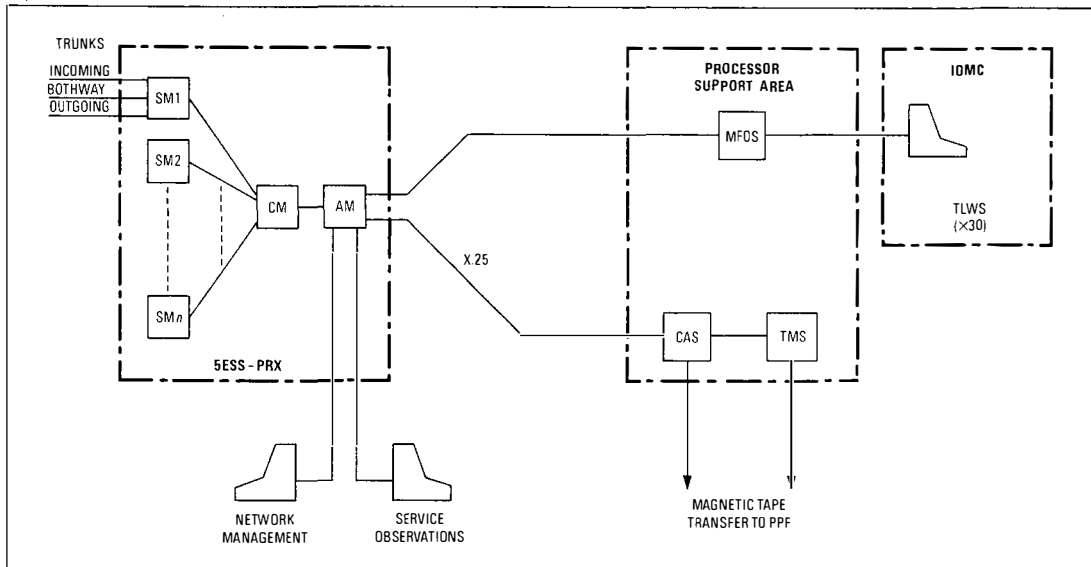 TRUNKS
INCOMING
BOTHWAY
OUTGOING
SM1
SM2
SMn
CM
AM
5ESS-PRX
NETWORK
MANAGEMENT
SERVICE
OBSERVATIONS
X.25
PROCESSOR
SUPPORT AREA
MFOS
CAS
TMS
MAGNETIC TAPE
TRANSFER TO PPF
IOMC
TLWS
(×30)